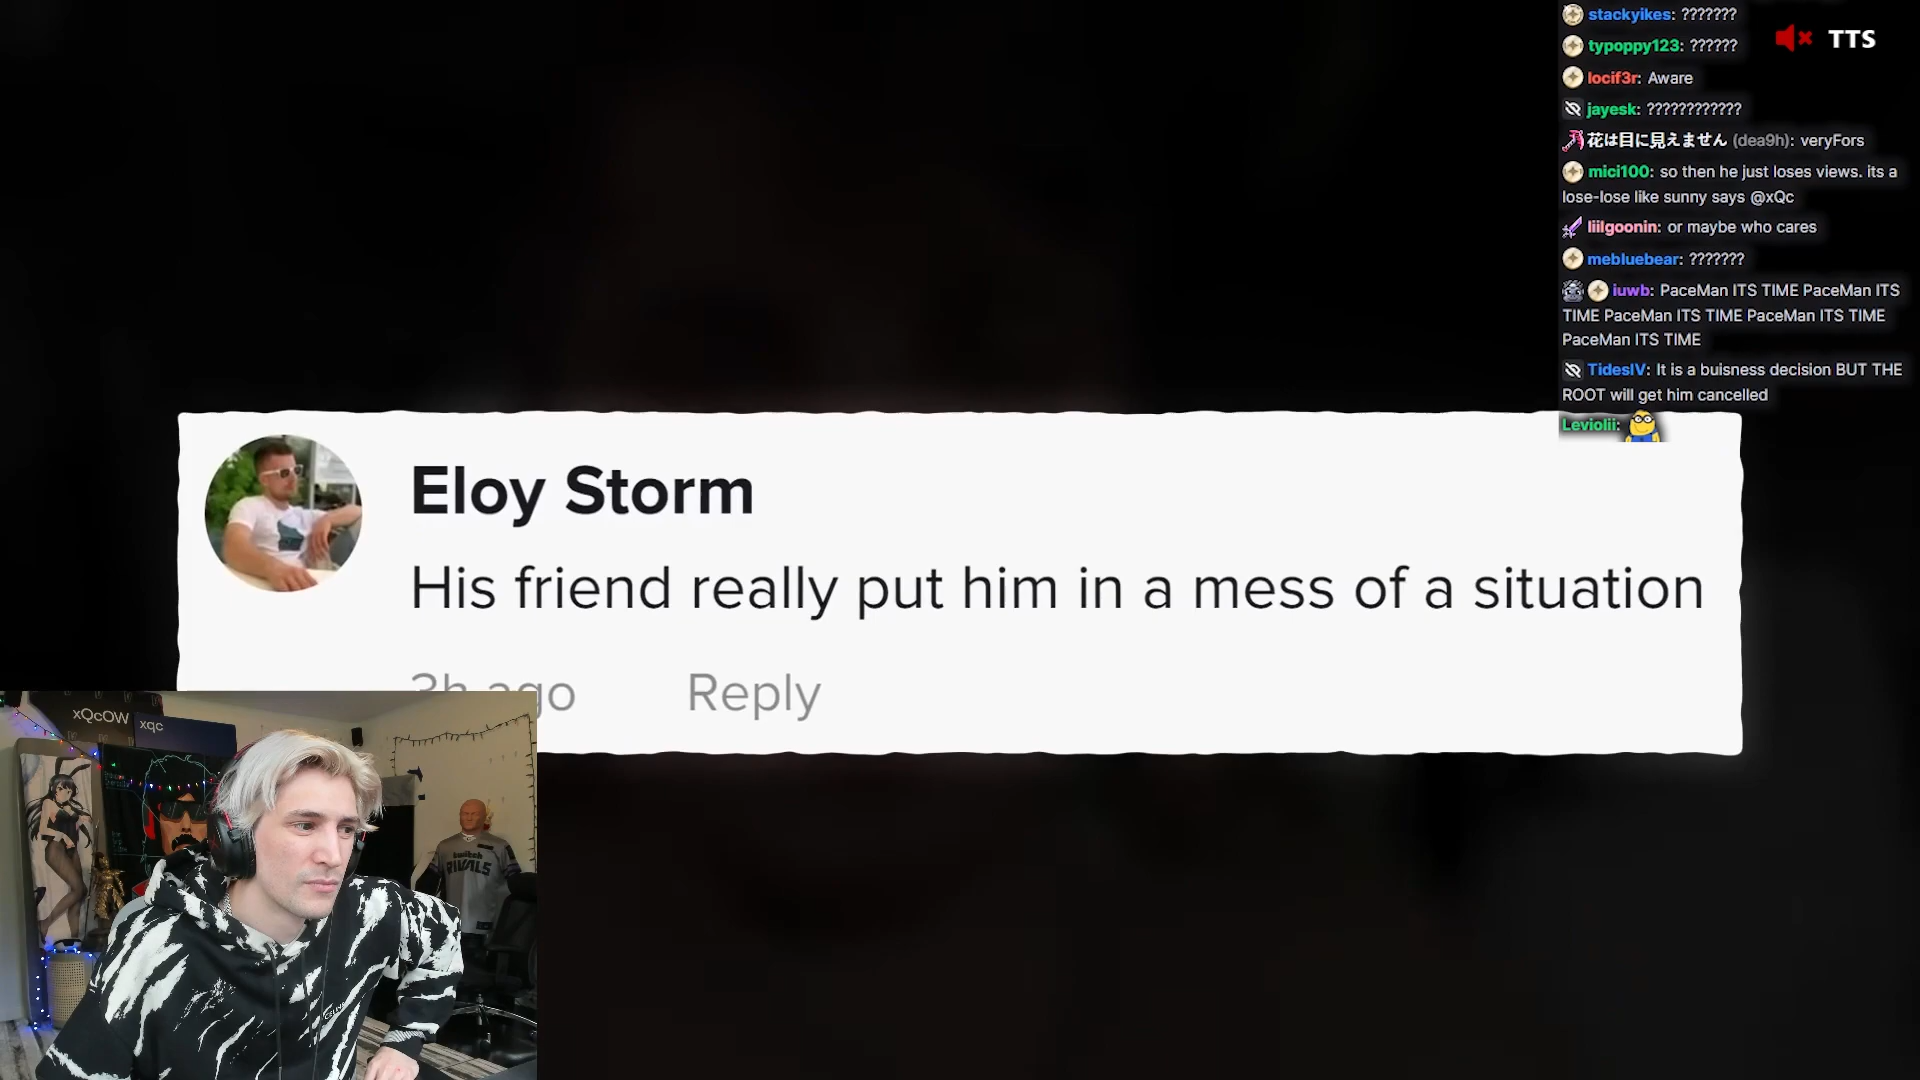 stackyikes: ???????
TTS
typoppy123: ??????
locif3r: Aware
jayesk: ????????????
花は目に見えません (dea9h): veryFors
mici100: so then he just loses views. its a
lose-lose like sunny says @xQc
liilgoonin: or maybe who cares
mebluebear: ???????
iuwb: PaceMan ITS TIME PaceMan ITS
TIME PaceMan ITS TIME PaceMan ITS TIME
PaceMan ITS TIME
TidesIV: It is a buisness decision BUT THE
ROOT will get him cancelled
Leviolii:
Eloy Storm
His friend really put him in a mess of a situation
3h ago Reply
xQcOW
xqc
twitch
RIVALS